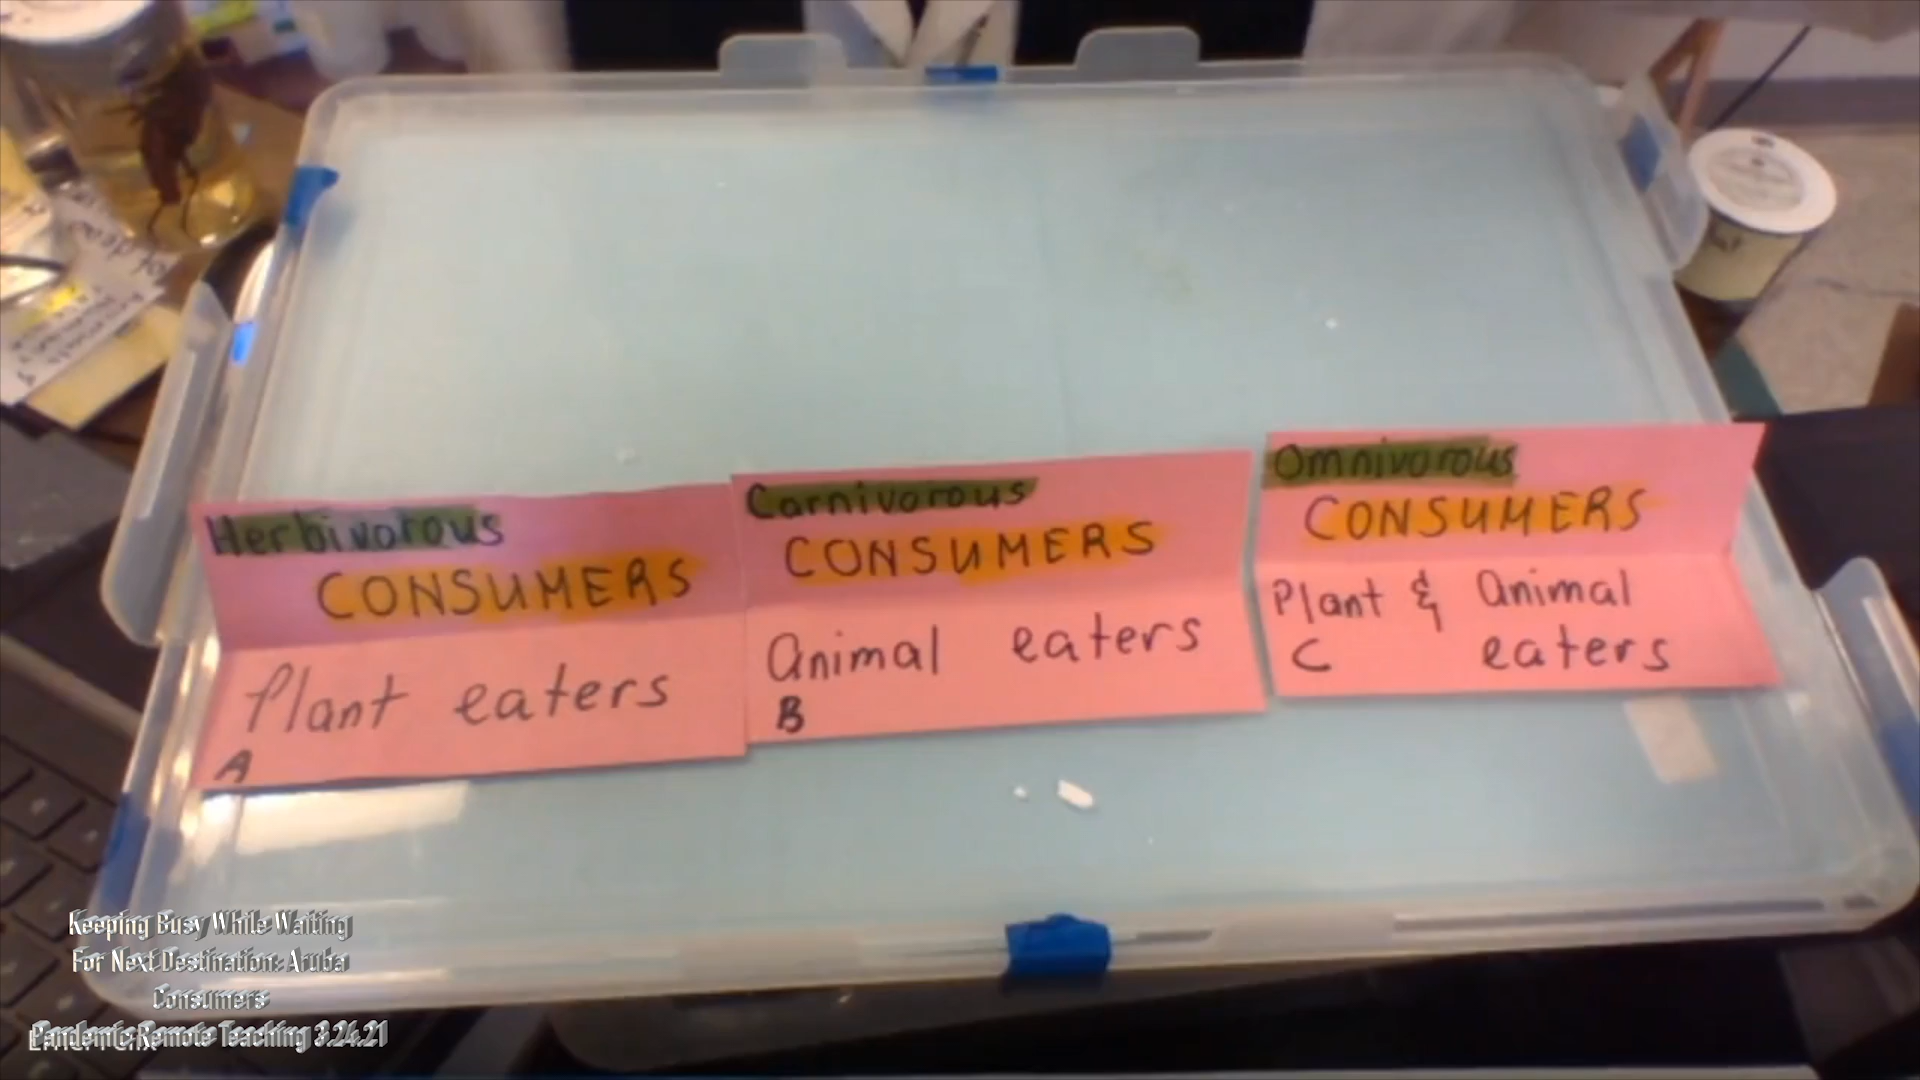 Herbivorous
CONSUMERS
Plant eaters
A
Carnivorous
CONSUMERS
Animal eaters
B
Omnivorous
CONSUMERS
Plant & Animal
C eaters
Keeping Busy While Waiting
For Next Destination: Aruba
Consumers
Pandemic Remote Teaching 3.24.21